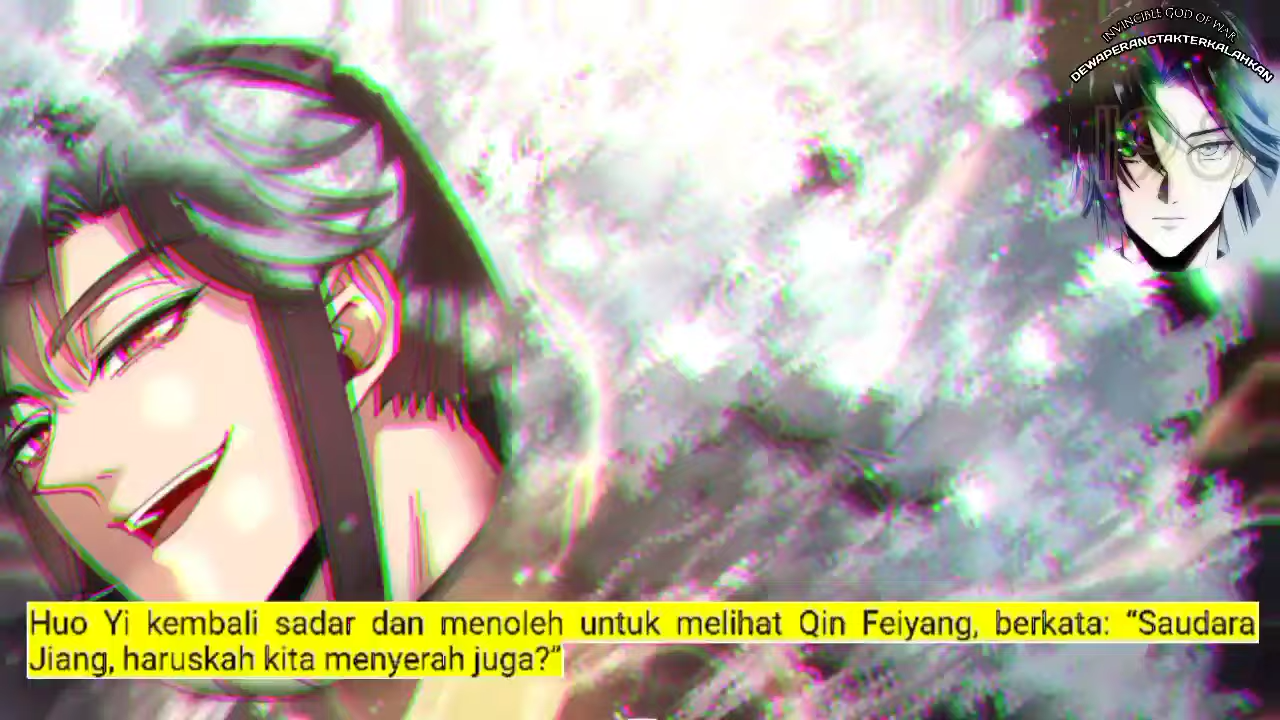 INVINCIBLE GOD OF WAR
DEWAPERANGTAKTERKALAHKAN
Huo Yi kembali sadar dan menoleh untuk melihat Qin Feiyang, berkata: “Saudara
Jiang, haruskah kita menyerah juga?”